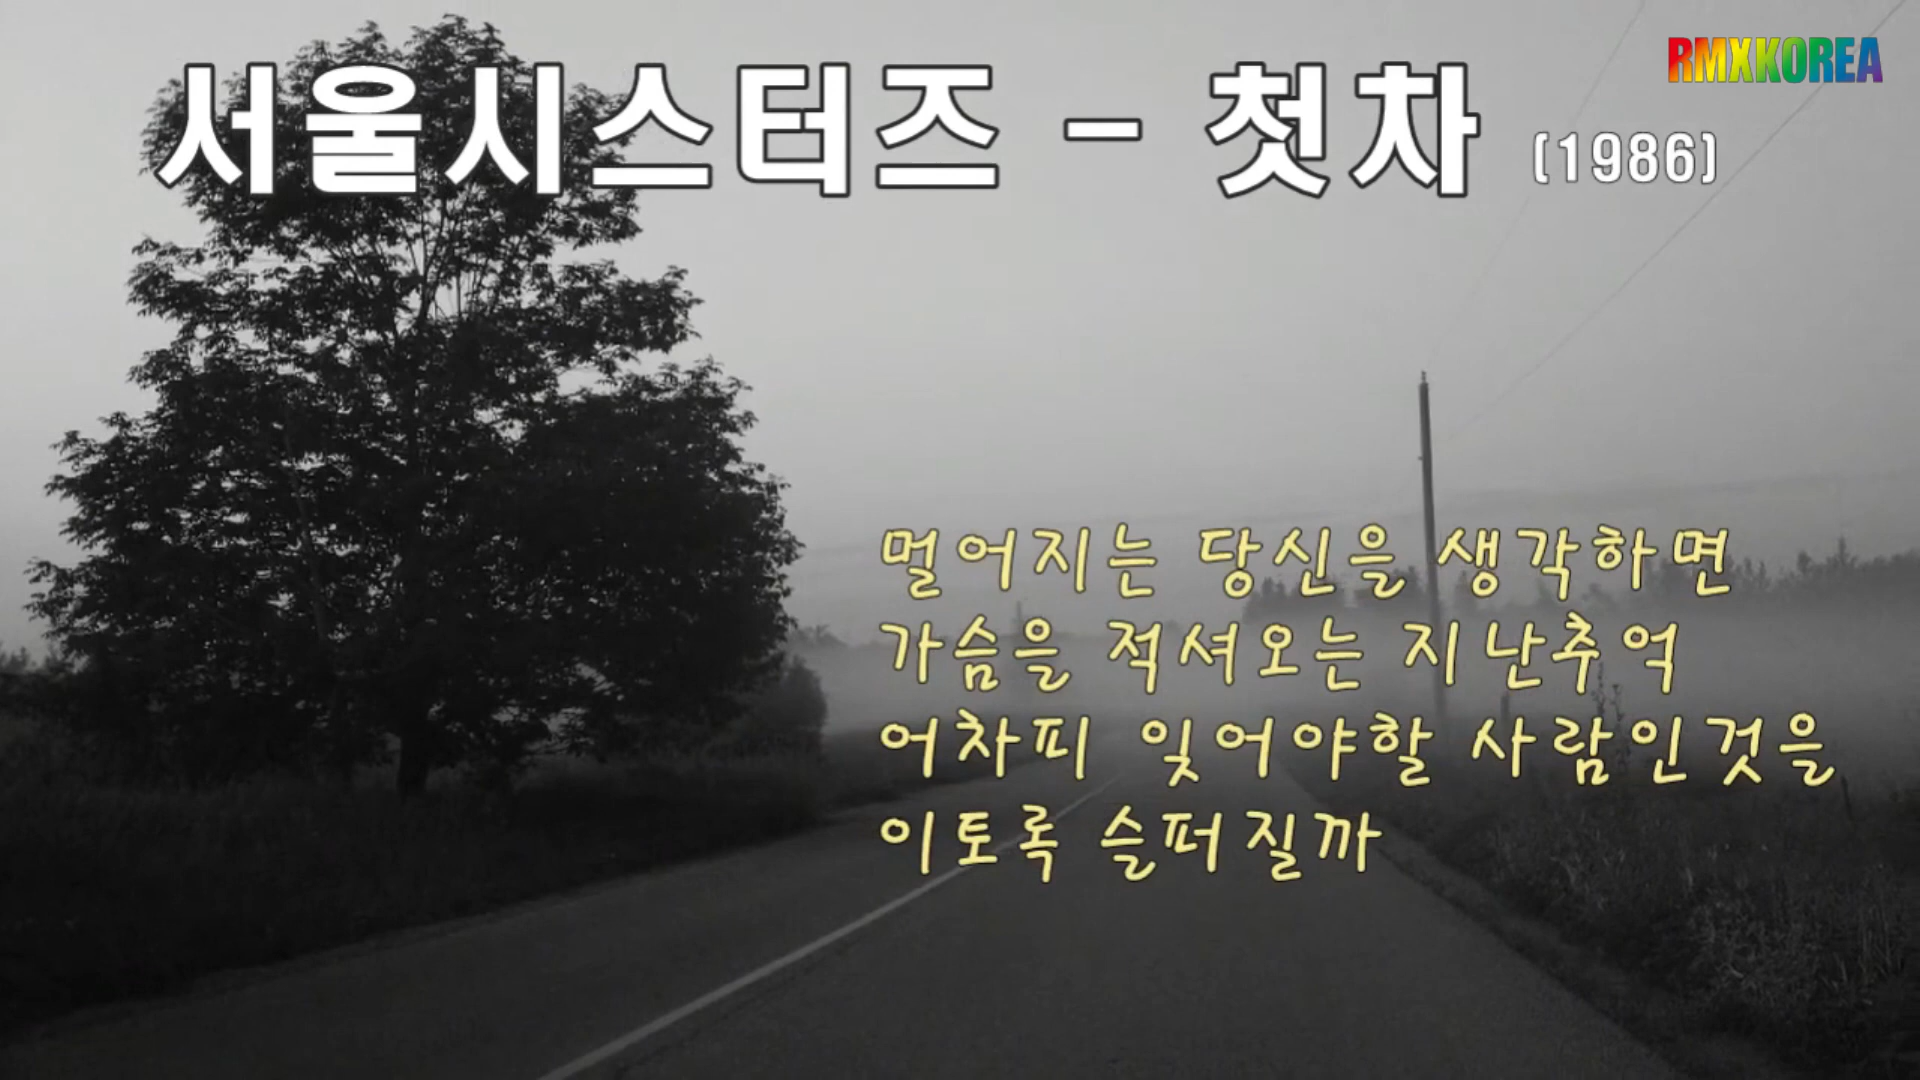 RMXKOREA
서울시스터즈 - 첫차 (1986)
멀어지는 당신을 생각하면
가슴을 적셔오는 지난추억
어차피 잊어야할 사람인것을
이토록 슬퍼질까